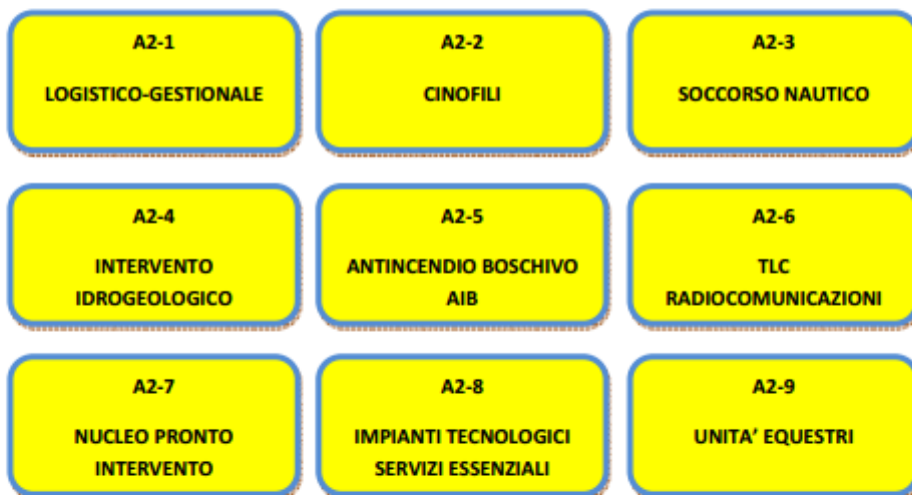 A2-1
LOGISTICO-GESTIONALE
A2-2
CINOFILI
A2-3
SOCCORSO NAUTICO
A2-4
INTERVENTO
IDROGEOLOGICO
A2-5
ANTINCENDIO BOSCHIVO
AIB
A2-6
TLC
RADIOCOMUNICAZIONI
A2-7
NUCLEO PRONTO
INTERVENTO
A2-8
IMPIANTI TECNOLOGICI
SERVIZI ESSENZIALI
A2-9
UNITA’ EQUESTRI